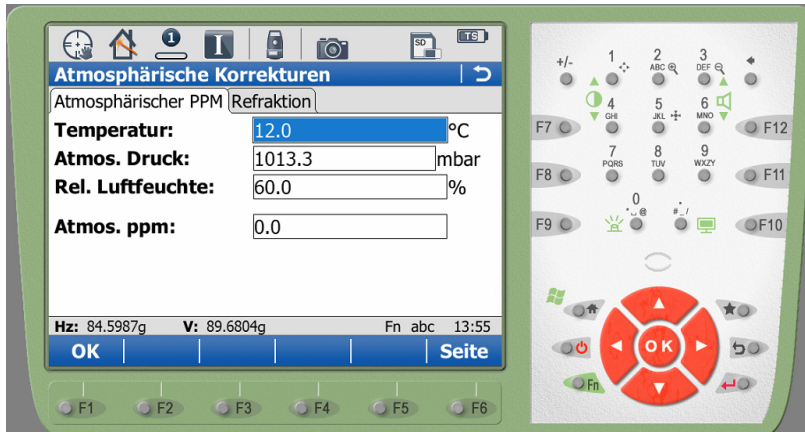 1
I
SD
TS
Atmosphärische Korrekturen
Atmosphärischer PPM Refraktion
Temperatur: 12.0 °C
Atmos. Druck: 1013.3 mbar
Rel. Luftfeuchte: 60.0 %
Atmos. ppm: 0.0
Hz: 84.5987g V: 89.6804g Fn abc 13:55
OK Seite
F1 F2 F3 F4 F5 F6
+/- 1 2 3
ABC DEF
4 5 6
GHI JKL MNO
F7 F12
7 8 9
PQRS TUV WXZY
F8 F11
0 .
@ #_/
F9 F10
OK
Fn